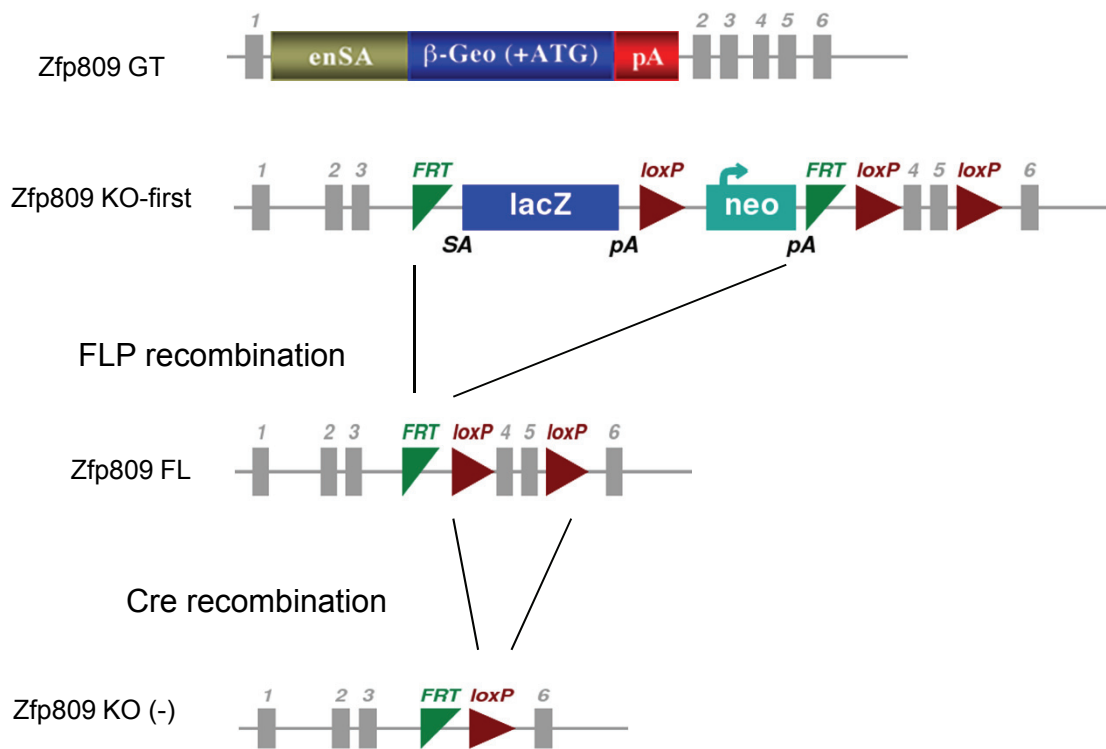 1 2 3 4 5 6
Zfp809 GT enSA β-Geo (+ATG) pA
1 2 3 FRT loxP FRT loxP 4 5 loxP 6
Zfp809 KO-first lacZ neo
SA pA pA
FLP recombination
1 2 3 FRT loxP 4 5 loxP 6
Zfp809 FL
Cre recombination
1 2 3 FRT loxP 6
Zfp809 KO (-)